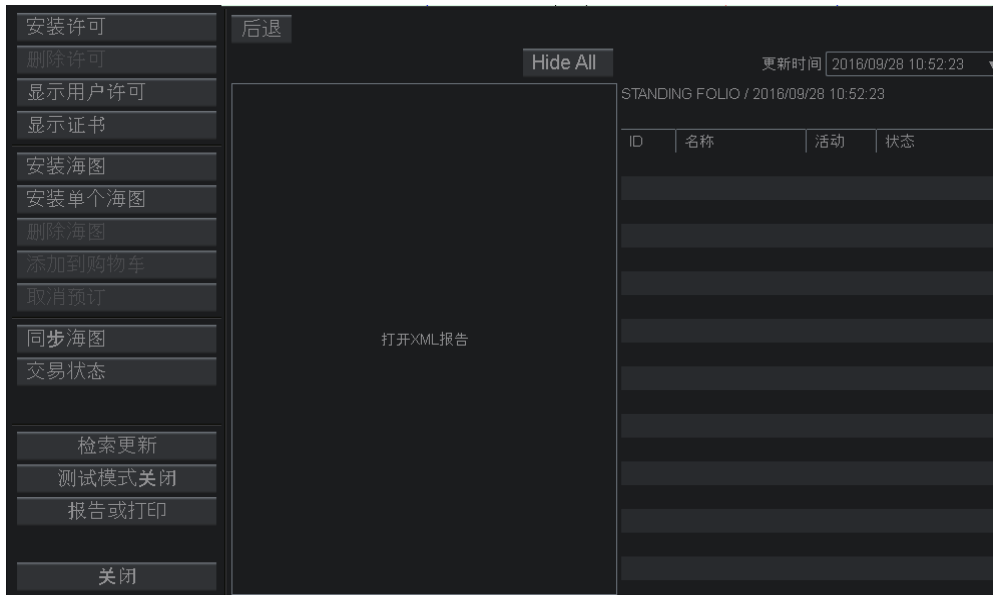 安装许可
删除许可
显示用户许可
显示证书
安装海图
安装单个海图
删除海图
添加到购物车
取消预订
同步海图
交易状态
检索更新
测试模式关闭
报告或打印
关闭
后退
Hide All
打开XML报告
更新时间 2016/09/28 10:52:23
STANDING FOLIO / 2016/09/28 10:52:23
ID 名称 活动 状态